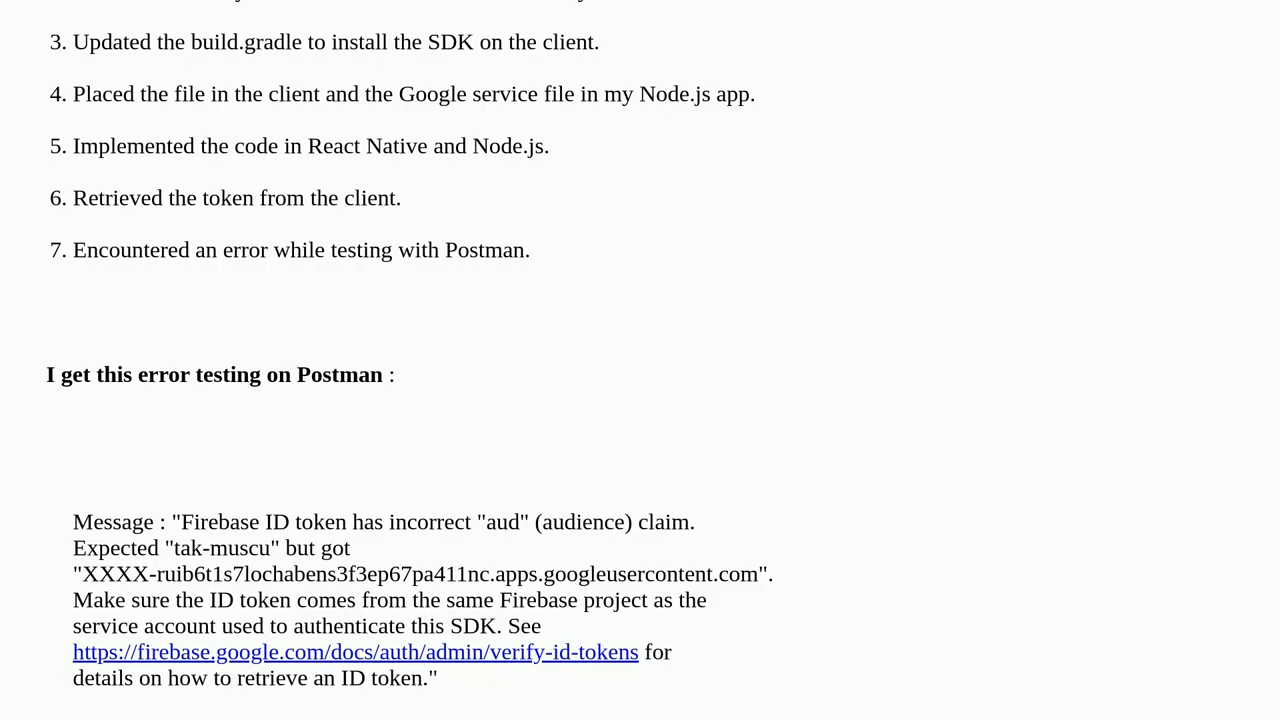 3. Updated the build.gradle to install the SDK on the client.
4. Placed the file in the client and the Google service file in my Node.js app.
5. Implemented the code in React Native and Node.js.
6. Retrieved the token from the client.
7. Encountered an error while testing with Postman.
I get this error testing on Postman :
Message : "Firebase ID token has incorrect "aud" (audience) claim.
Expected "tak-muscu" but got
"XXXX-ruib6t1s7lochabens3f3ep67pa411nc.apps.googleusercontent.com".
Make sure the ID token comes from the same Firebase project as the
service account used to authenticate this SDK. See
https://firebase.google.com/docs/auth/admin/verify-id-tokens for
details on how to retrieve an ID token."